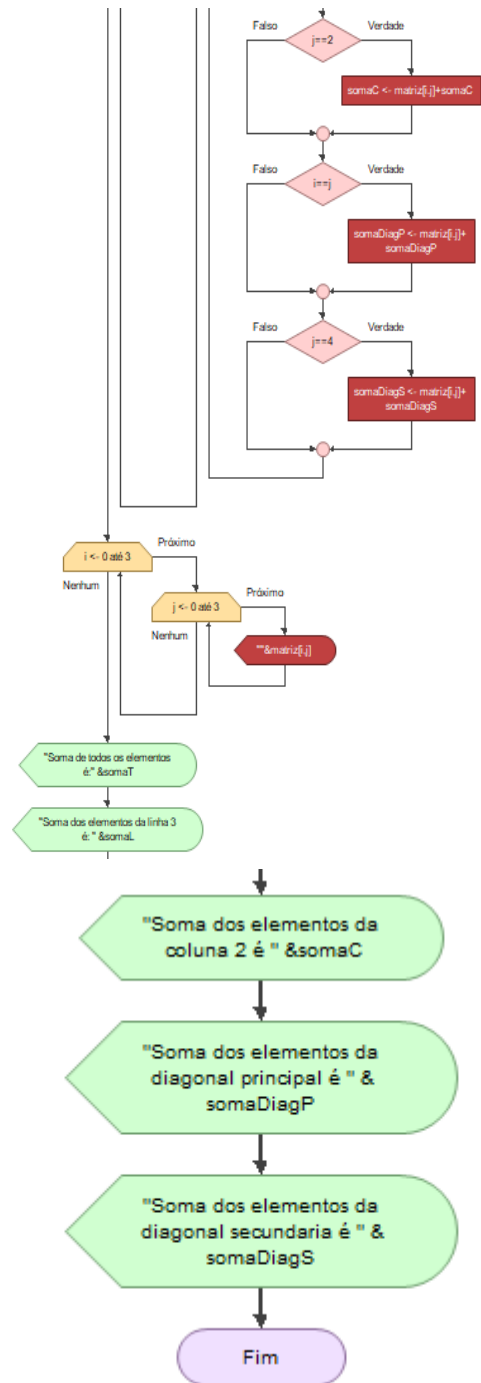 Falso
Verdade
j==2
somaC <- matriz[i,j]+somaC
Falso
Verdade
i==j
somaDiagP <- matriz[i,j]+
somaDiagP
Falso
Verdade
j==4
somaDiagS <- matriz[i,j]+
somaDiagS
i <- 0 até 3
Próximo
Nenhum
j <- 0 até 3
Próximo
Nenhum
""&matriz[i,j]
"Soma de todos os elementos
é:" &somaT
"Soma dos elementos da linha 3
é: " &somaL
"Soma dos elementos da
coluna 2 é " &somaC
"Soma dos elementos da
diagonal principal é " &
somaDiagP
"Soma dos elementos da
diagonal secundaria é " &
somaDiagS
Fim